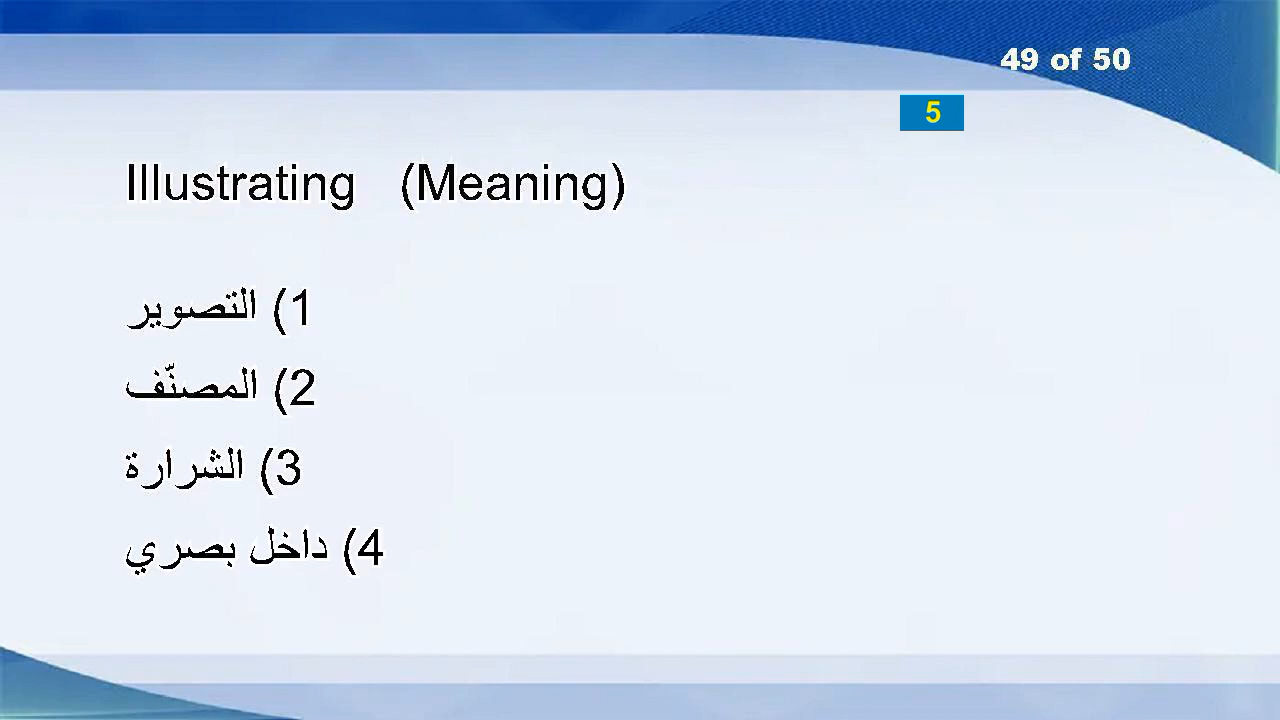 49 of 50
5
Illustrating (Meaning)
1) التصوير
2) المصنّف
3) الشرارة
4) داخل بصري